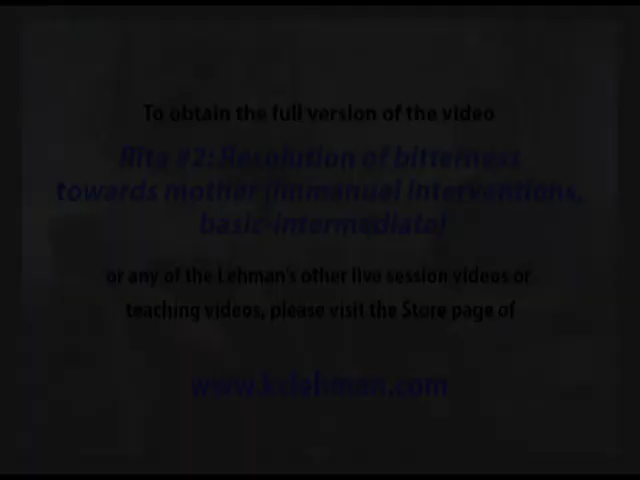 To obtain the full version of the video
Rita #2: Resolution of bitterness
towards mother (Immanuel interventions,
basic-intermediate)
or any of the Lehman's other live session videos or
teaching videos, please visit the Store page of
www.kclehman.com